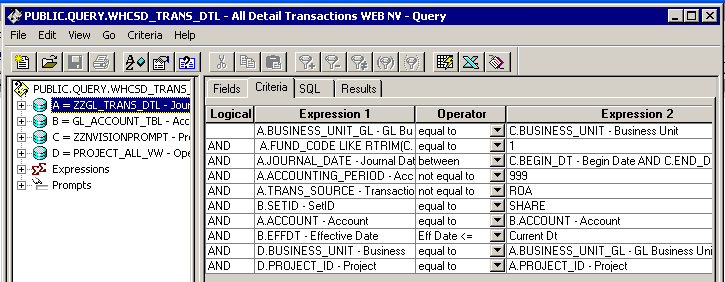 PUBLIC.QUERY.WHCSD_TRANS_DTL - All Detail Transactions WEB NV - Query
File Edit View Go Criteria Help
PUBLIC.QUERY.WHCSD_TRANS_
A = ZZGL_TRANS_DTL - Jour
B = GL_ACCOUNT_TBL - Acc
C = ZZNVISIONPROMPT - Pro
D = PROJECT_ALL_VW - Ope
Expressions
Prompts
Fields Criteria SQL Results
Logical Expression 1 Operator Expression 2
A.BUSINESS_UNIT_GL - GL Bu equal to C.BUSINESS_UNIT - Business Unit
AND A.FUND_CODE LIKE RTRIM(C. equal to 1
AND A.JOURNAL_DATE - Journal Dat between C.BEGIN_DT - Begin Date AND C.END_D
AND A.ACCOUNTING_PERIOD - Acc not equal to 999
AND A.TRANS_SOURCE - Transactio not equal to ROA
AND B.SETID - SetID equal to SHARE
AND A.ACCOUNT - Account equal to B.ACCOUNT - Account
AND B.EFFDT - Effective Date Eff Date <= Current Dt
AND D.BUSINESS_UNIT - Business equal to A.BUSINESS_UNIT_GL - GL Business Uni
AND D.PROJECT_ID - Project equal to A.PROJECT_ID - Project